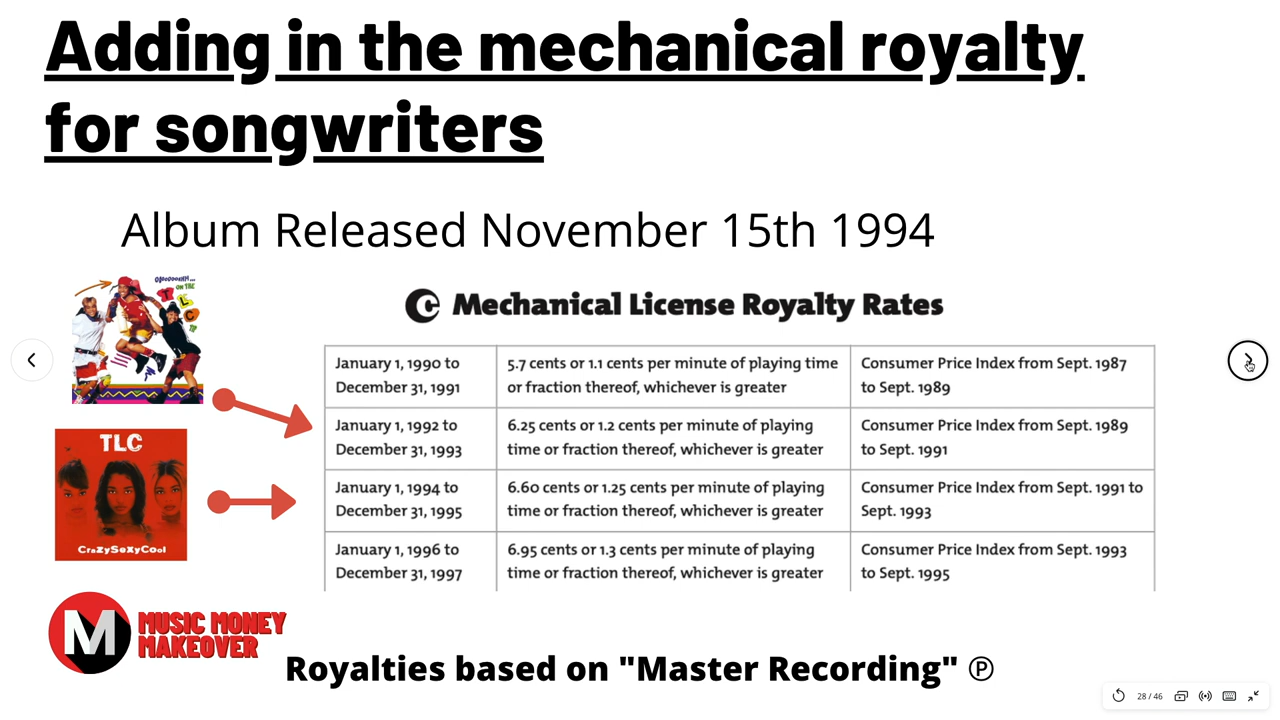 Adding in the mechanical royalty
for songwriters
Album Released November 15th 1994
ON THE
TLC
CrazySexyCool
Mechanical License Royalty Rates
January 1, 1990 to
December 31, 1991
5.7 cents or 1.1 cents per minute of playing time
or fraction thereof, whichever is greater
Consumer Price Index from Sept. 1987
to Sept. 1989
January 1, 1992 to
December 31, 1993
6.25 cents or 1.2 cents per minute of playing
time or fraction thereof, whichever is greater
Consumer Price Index from Sept. 1989
to Sept. 1991
January 1, 1994 to
December 31, 1995
6.60 cents or 1.25 cents per minute of playing
time or fraction thereof, whichever is greater
Consumer Price Index from Sept. 1991 to
Sept. 1993
January 1, 1996 to
December 31, 1997
6.95 cents or 1.3 cents per minute of playing
time or fraction thereof, whichever is greater
Consumer Price Index from Sept. 1993
to Sept. 1995
M
MUSIC MONEY
MAKEOVER
Royalties based on "Master Recording" ℗
28 / 46